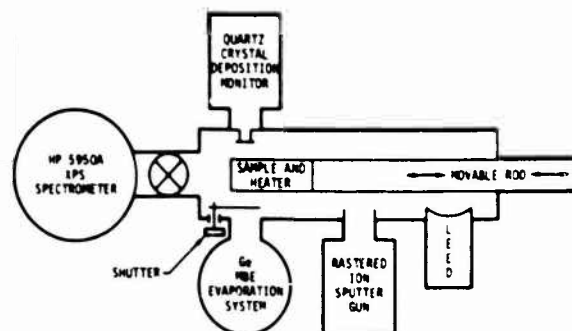 QUARTZ
CRYSTAL
DEPOSITION
MONITOR
HP 5950A
XPS
SPECTROMETER
SAMPLE AND
HEATER
MOVABLE ROD
SHUTTER
Ge
MBE
EVAPORATION
SYSTEM
RASTERED
ION
SPUTTER
GUN
L
E
E
D